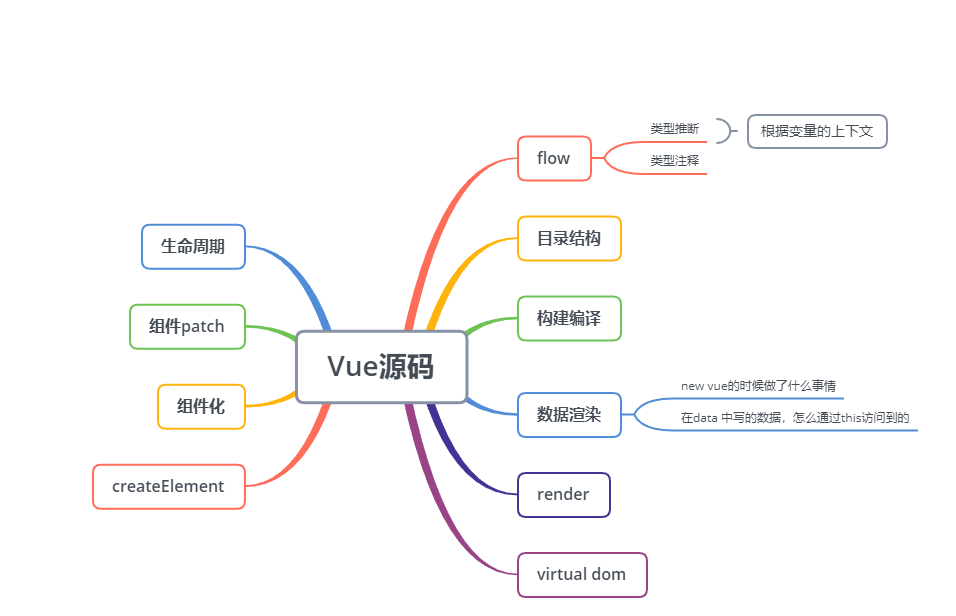 Vue源码
flow
类型推断
根据变量的上下文
类型注释
目录结构
构建编译
数据渲染
new vue的时候做了什么事情
在data 中写的数据，怎么通过this访问到的
render
virtual dom
生命周期
组件patch
组件化
createElement